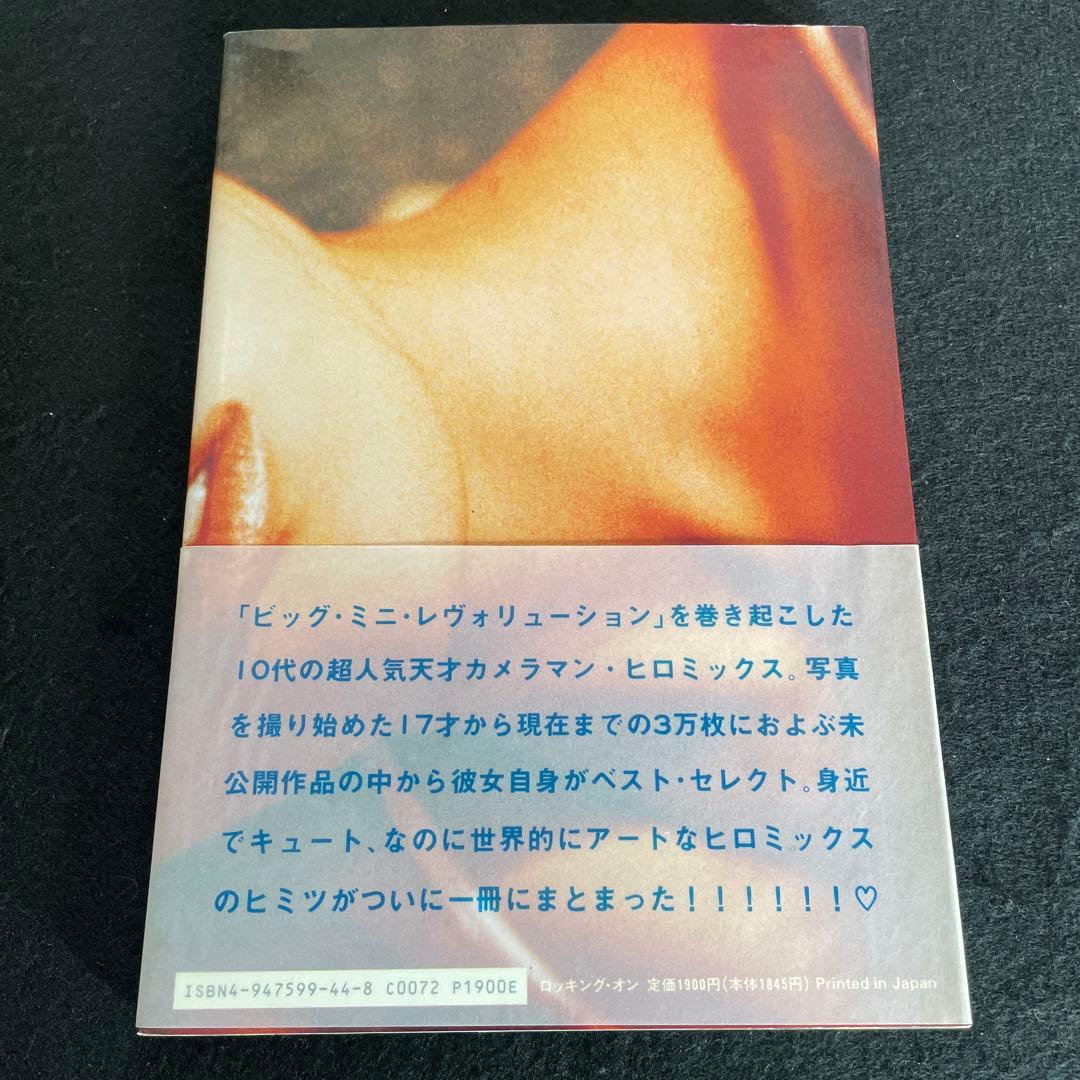 「ビッグ・ミニ・レヴォリューション」を巻き起こした
10代の超人気天才カメラマン・ヒロミックス。写真
を撮り始めた17才から現在までの3万枚におよぶ未
公開作品の中から彼女自身がベスト・セレクト。身近
でキュート、なのに世界的にアートなヒロミックス
のヒミツがついに一冊にまとまった!!!!!!♡
ISBN4-947599-44-8 C0072 P1900E
ロッキング・オン 定価1900円(本体1845円) Printed in Japan